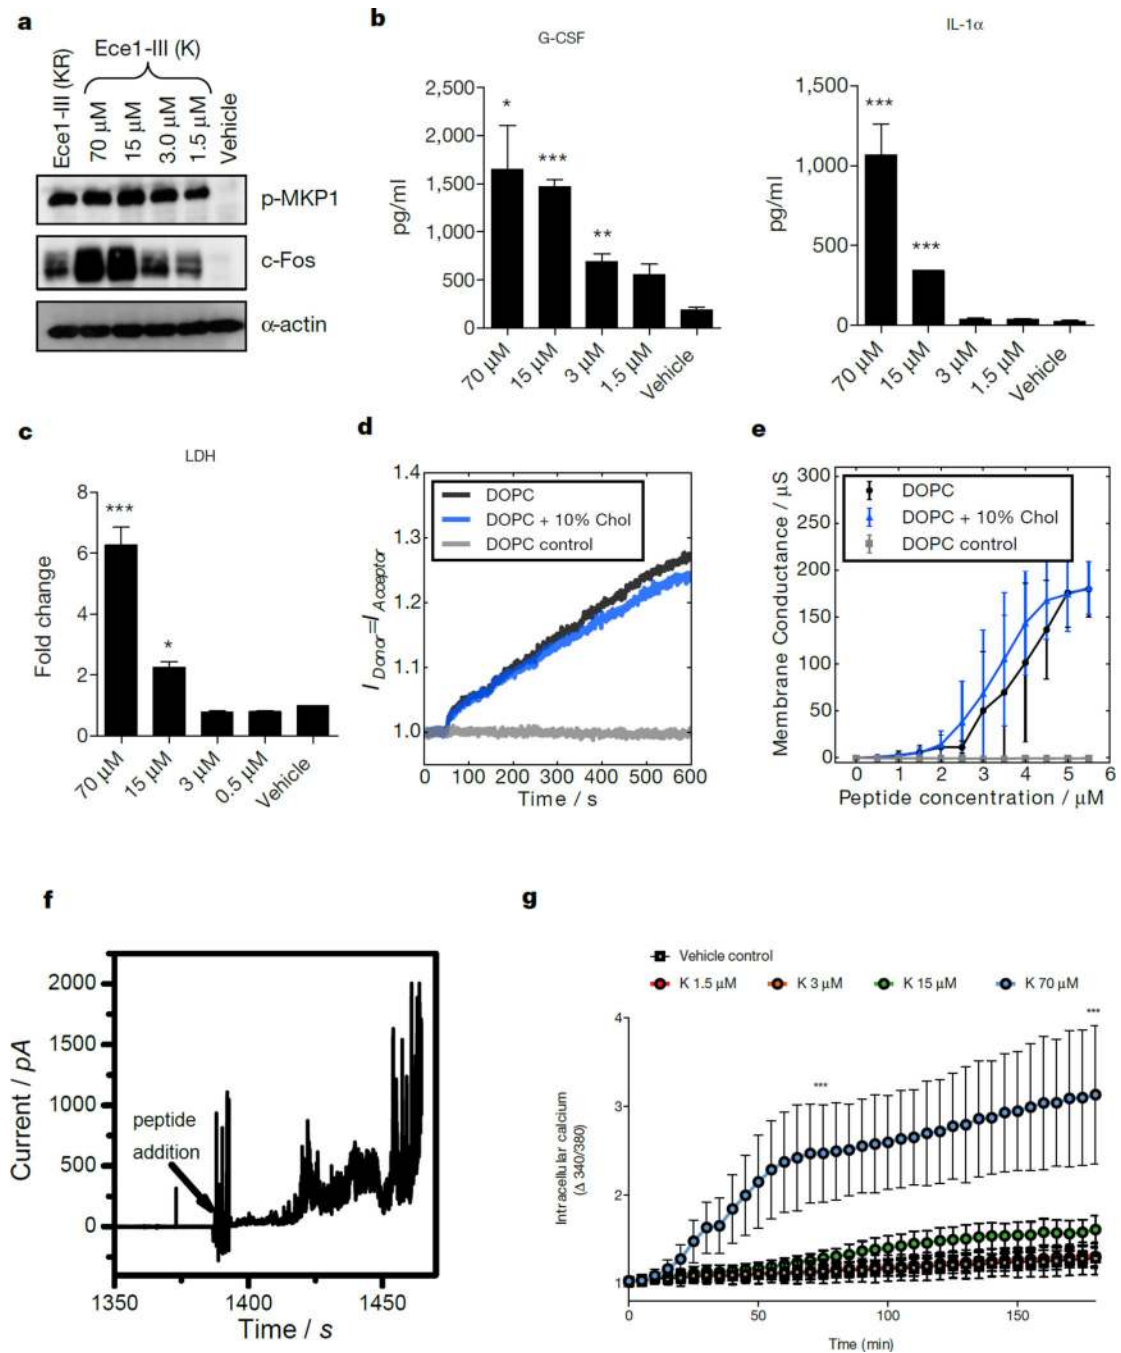 a
Ece1-III (KR)
Ece1-III (K)
70 µM
15 µM
3.0 µM
1.5 µM
Vehicle
p-MKP1
c-Fos
α-actin
b
G-CSF
pg/ml
2,500
2,000
1,500
1,000
500
0
*
***
**
70 µM
15 µM
3 µM
1.5 µM
Vehicle
IL-1α
pg/ml
1,500
1,000
500
0
***
***
70 µM
15 µM
3 µM
1.5 µM
Vehicle
c
LDH
Fold change
8
6
4
2
0
***
*
70 µM
15 µM
3 µM
0.5 µM
Vehicle
d
I Donor=I Acceptor
1.4
1.3
1.2
1.1
1.0
DOPC
DOPC + 10% Chol
DOPC control
0 100 200 300 400 500 600
Time / s
e
Membrane Conductance / µS
300
250
200
150
100
50
0
DOPC
DOPC + 10% Chol
DOPC control
0 1 2 3 4 5 6
Peptide concentration / µM
f
Current / pA
2000
1500
1000
500
0
peptide
addition
1350 1400 1450
Time / s
g
Vehicle control
K 1.5 µM K 3 µM K 15 µM K 70 µM
Intracellular calcium
(Δ 340/380)
4
3
2
1
***
***
0 50 100 150
Time (min)